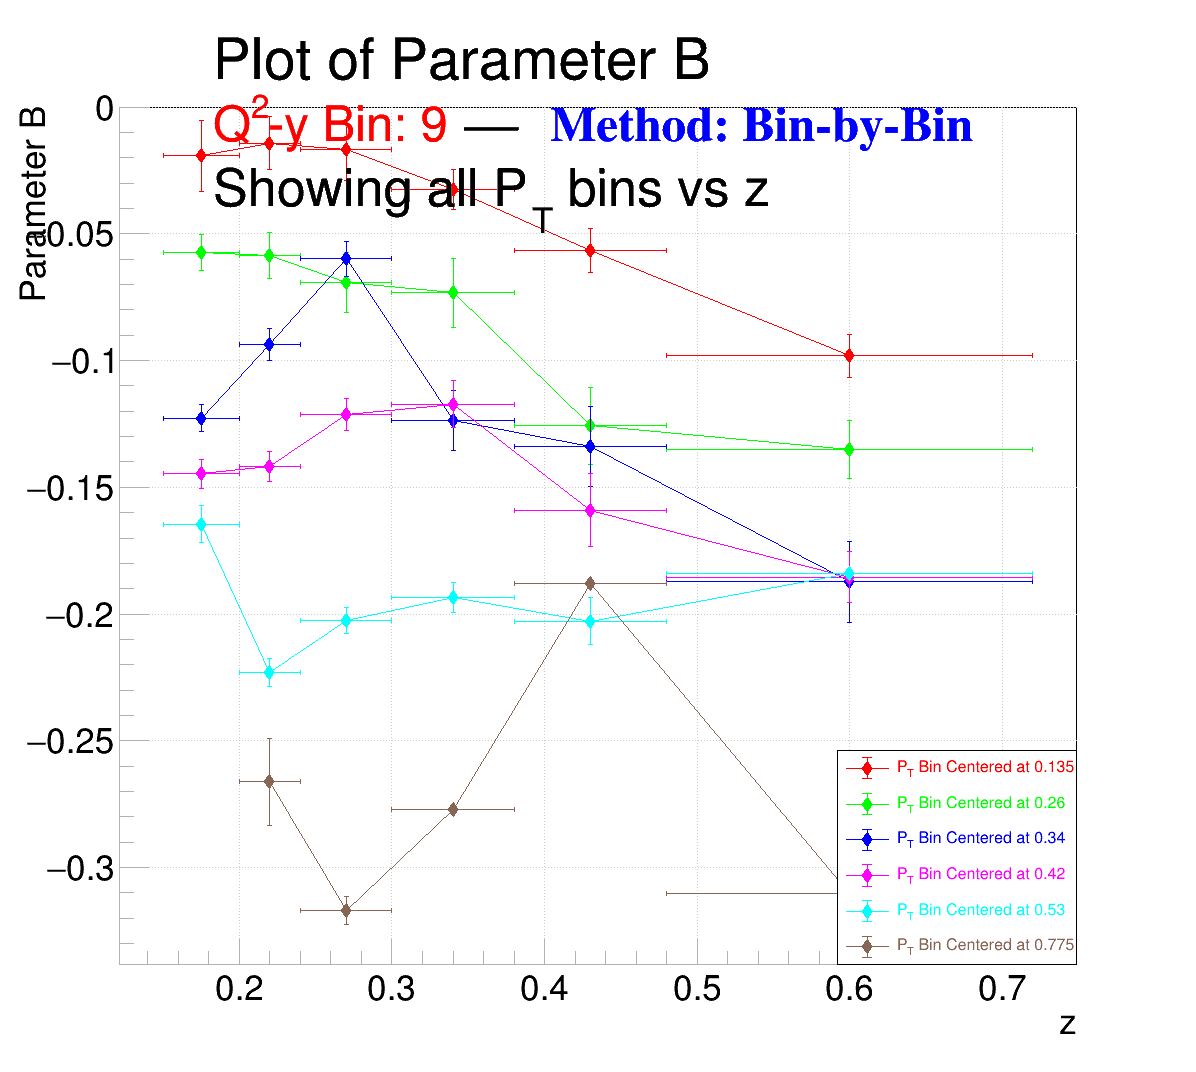 Plot of Parameter B
Q2-y Bin: 9 — Method: Bin-by-Bin
Showing all PT bins vs z
Parameter B
0
−0.05
−0.1
−0.15
−0.2
−0.25
−0.3
PT Bin Centered at 0.135
PT Bin Centered at 0.26
PT Bin Centered at 0.34
PT Bin Centered at 0.42
PT Bin Centered at 0.53
PT Bin Centered at 0.775
0.2 0.3 0.4 0.5 0.6 0.7
z